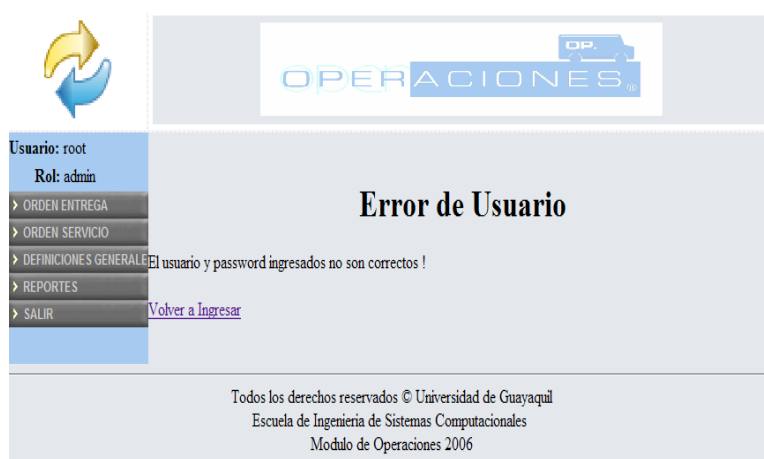 OP.
OPERACIONES®
Usuario: root
Rol: admin
ORDEN ENTREGA
ORDEN SERVICIO
DEFINICIONES GENERALE
REPORTES
SALIR
Error de Usuario
El usuario y password ingresados no son correctos !
Volver a Ingresar
Todos los derechos reservados © Universidad de Guayaquil
Escuela de Ingenieria de Sistemas Computacionales
Modulo de Operaciones 2006